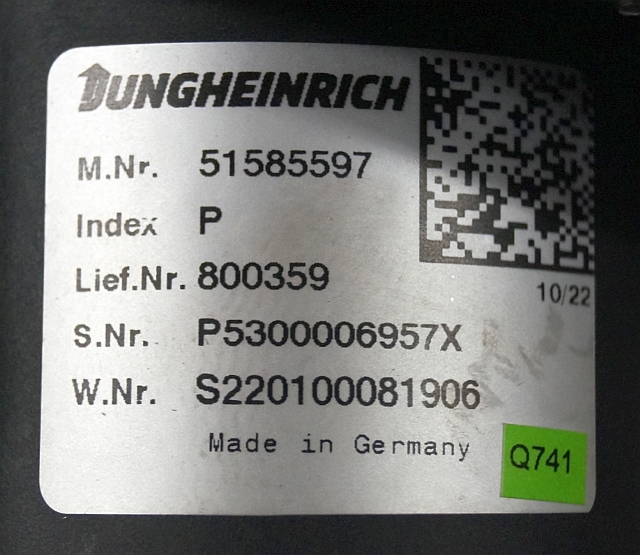 JUNGHEINRICH
M.Nr. 51585597
Index P
Lief.Nr. 800359
10/22
S.Nr. P5300006957X
W.Nr. S220100081906
Made in Germany
Q741